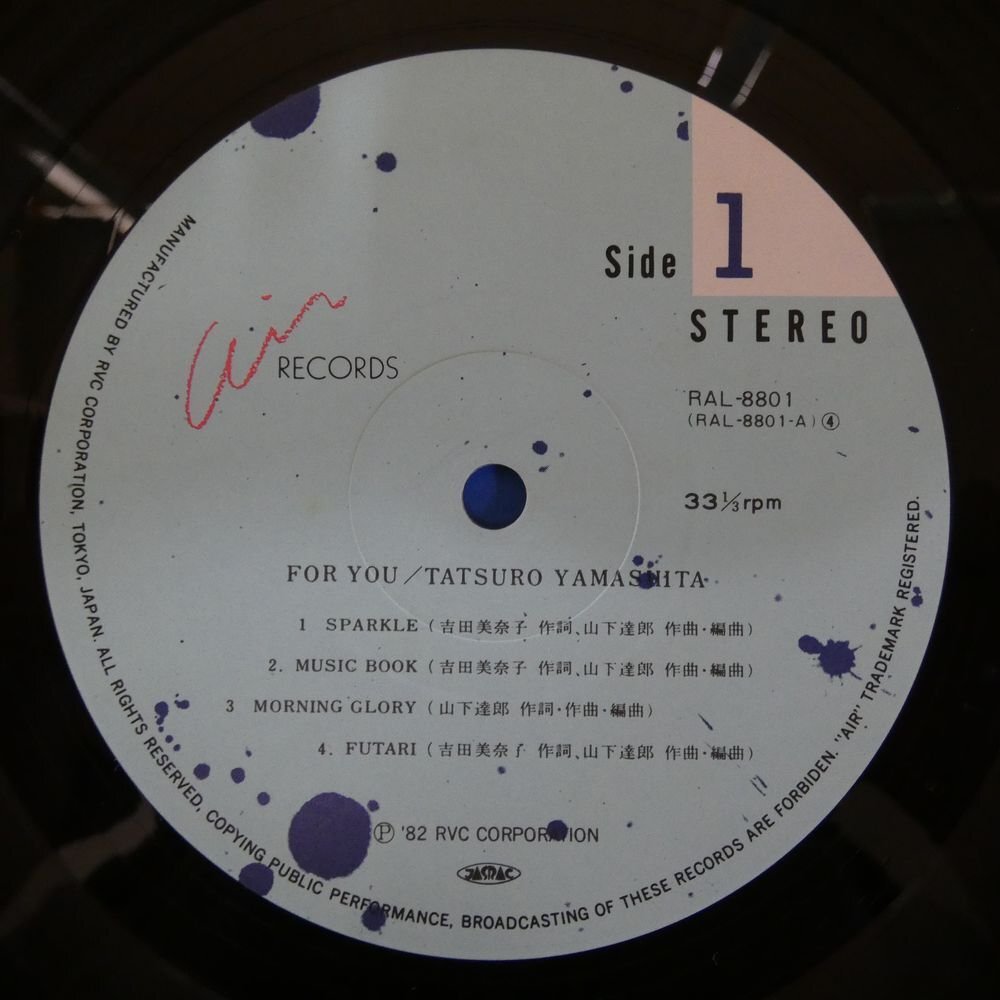 Side 1
STEREO
Air RECORDS
RAL-8801
(RAL-8801-A) ④
33 1/3 rpm
FOR YOU／TATSURO YAMASHITA
1 SPARKLE (吉田美奈子 作詞、山下達郎 作曲・編曲)
2. MUSIC BOOK (吉田美奈子 作詞、山下達郎 作曲・編曲)
3 MORNING GLORY (山下達郎 作詞・作曲・編曲)
4. FUTARI (吉田美奈子 作詞、山下達郎 作曲・編曲)
Ⓟ '82 RVC CORPORATION
JASRAC
MANUFACTURED BY RVC CORPORATION, TOKYO, JAPAN. ALL RIGHTS RESERVED. COPYING PUBLIC PERFORMANCE, BROADCASTING OF THESE RECORDS ARE FORBIDEN. "AIR" TRADEMARK REGISTERED.